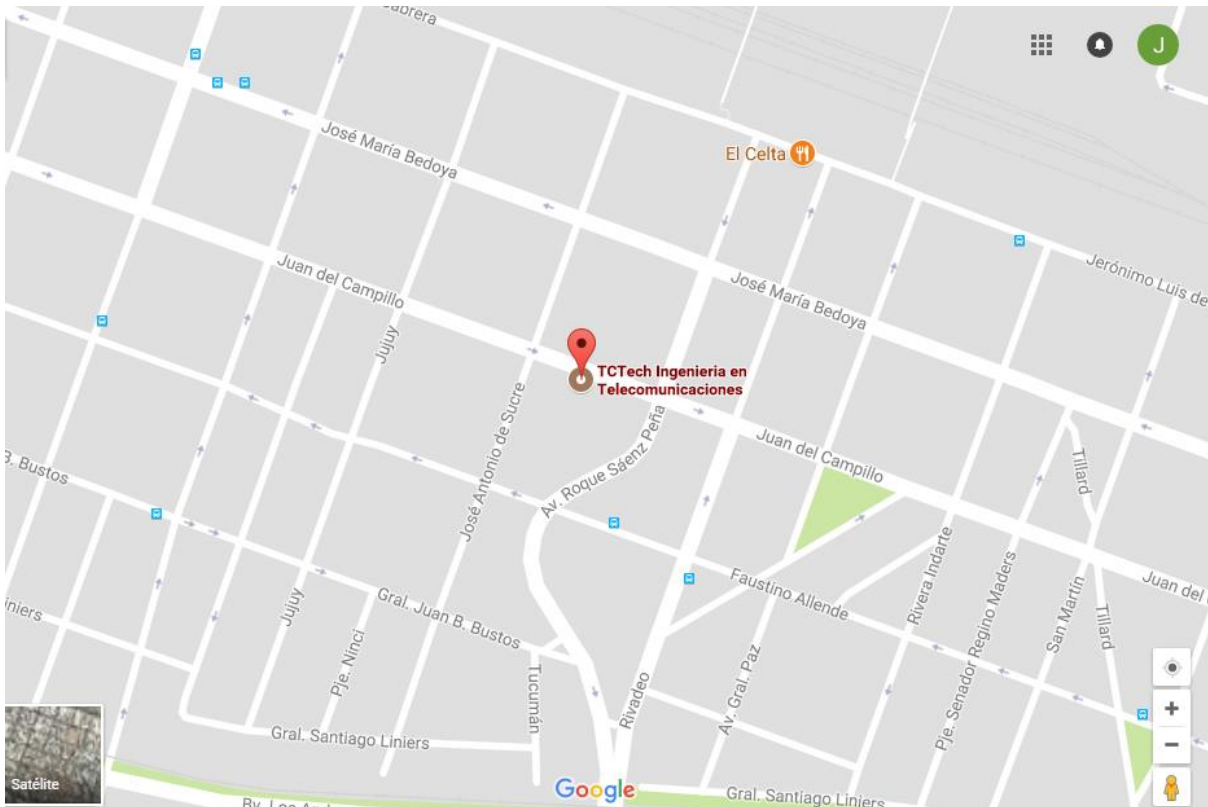 abrera
J
José María Bedoya
El Celta
Juan del Campillo
Jerónimo Luis de
José María Bedoya
Jujuy
TCTech Ingenieria en
Telecomunicaciones
José Antonio de Sucre
Av. Roque Sáenz Peña
Juan del Campillo
Tillard
B. Bustos
Faustino Allende
Rivera Indarte
Pje. Senador Regino Maders
San Martín
Tillard
Juan del
iniers
Jujuy
Pje. Ninci
Gral. Juan B. Bustos
Tucumán
Rivadeo
Av. Gral. Paz
Gral. Santiago Liniers
Satélite
Google
Gral. Santiago Liniers